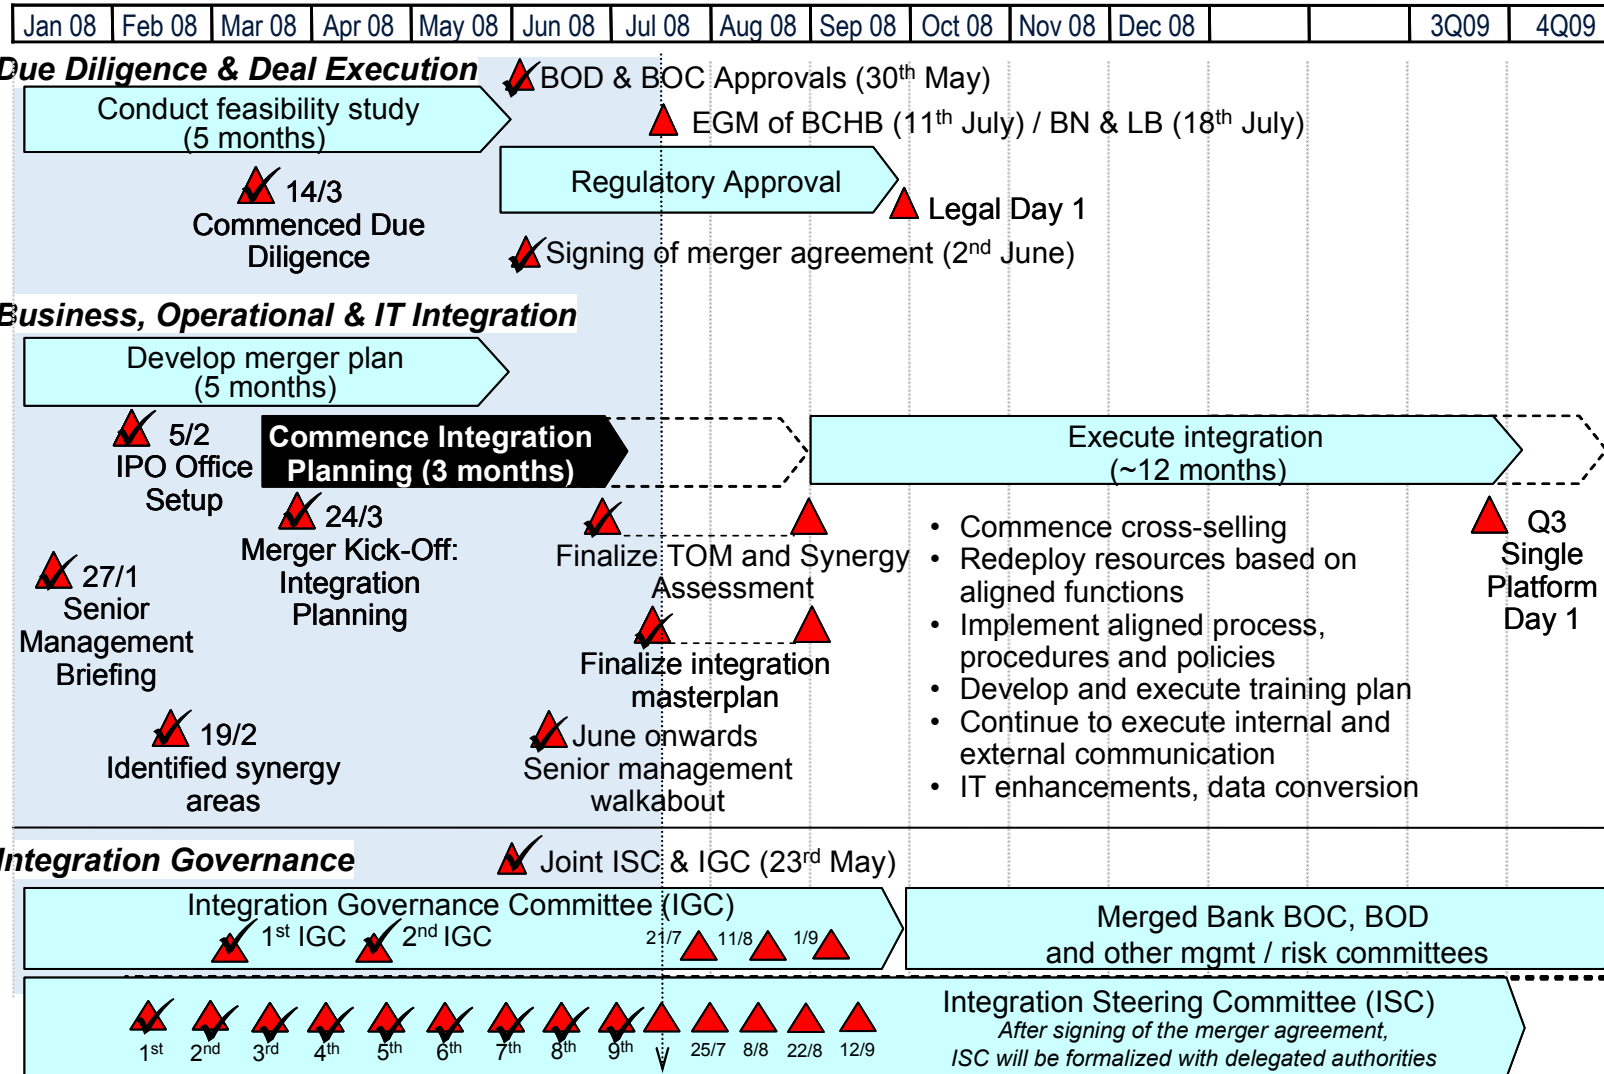 Jan 08 Feb 08 Mar 08 Apr 08 May 08 Jun 08 Jul 08 Aug 08 Sep 08 Oct 08 Nov 08 Dec 08 3Q09 4Q09
Due Diligence & Deal Execution
BOD & BOC Approvals (30th May)
Conduct feasibility study
(5 months)
EGM of BCHB (11th July) / BN & LB (18th July)
Regulatory Approval
14/3
Commenced Due
Diligence
Legal Day 1
Signing of merger agreement (2nd June)
Business, Operational & IT Integration
Develop merger plan
(5 months)
5/2
IPO Office
Setup
Commence Integration
Planning (3 months)
Execute integration
(~12 months)
24/3
Merger Kick-Off:
Integration
Planning
27/1
Senior
Management
Briefing
Finalize TOM and Synergy
Assessment
Finalize integration
masterplan
19/2
Identified synergy
areas
June onwards
Senior management
walkabout
• Commence cross-selling
• Redeploy resources based on
aligned functions
• Implement aligned process,
procedures and policies
• Develop and execute training plan
• Continue to execute internal and
external communication
• IT enhancements, data conversion
Q3
Single
Platform
Day 1
Integration Governance
Joint ISC & IGC (23rd May)
Integration Governance Committee (IGC)
1st IGC 2nd IGC 21/7 11/8 1/9
Merged Bank BOC, BOD
and other mgmt / risk committees
Integration Steering Committee (ISC)
After signing of the merger agreement,
ISC will be formalized with delegated authorities
1st 2nd 3rd 4th 5th 6th 7th 8th 9th 25/7 8/8 22/8 12/9